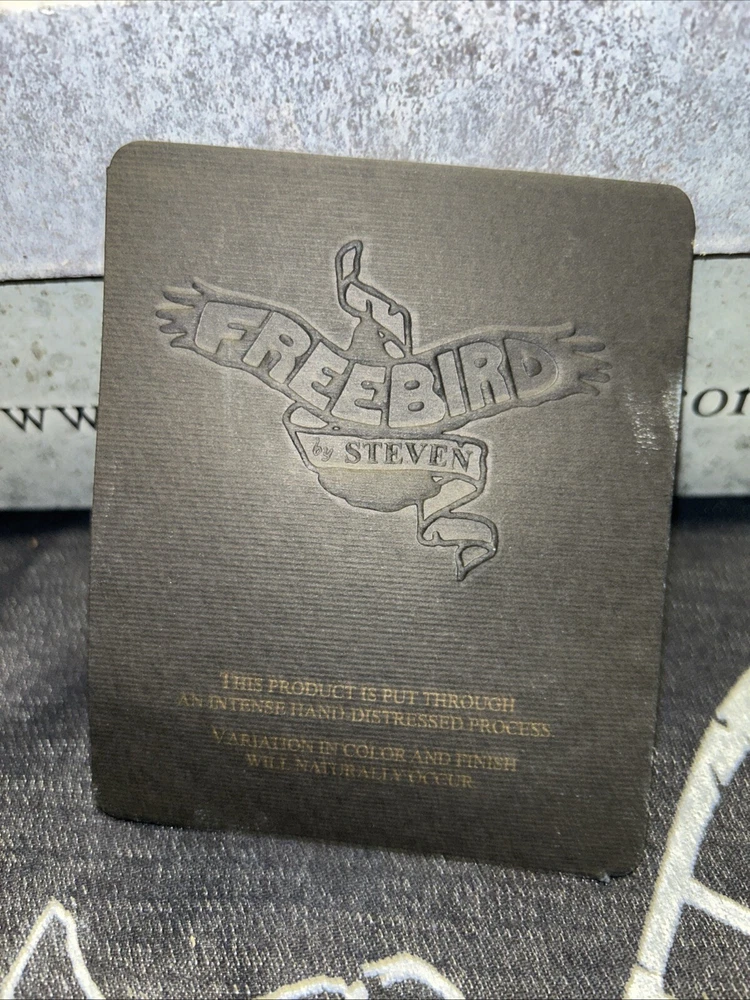 FREEBIRD
by STEVEN
THIS PRODUCT IS PUT THROUGH
AN INTENSE HAND-DISTRESSED PROCESS.
VARIATION IN COLOR AND FINISH
WILL NATURALLY OCCUR.